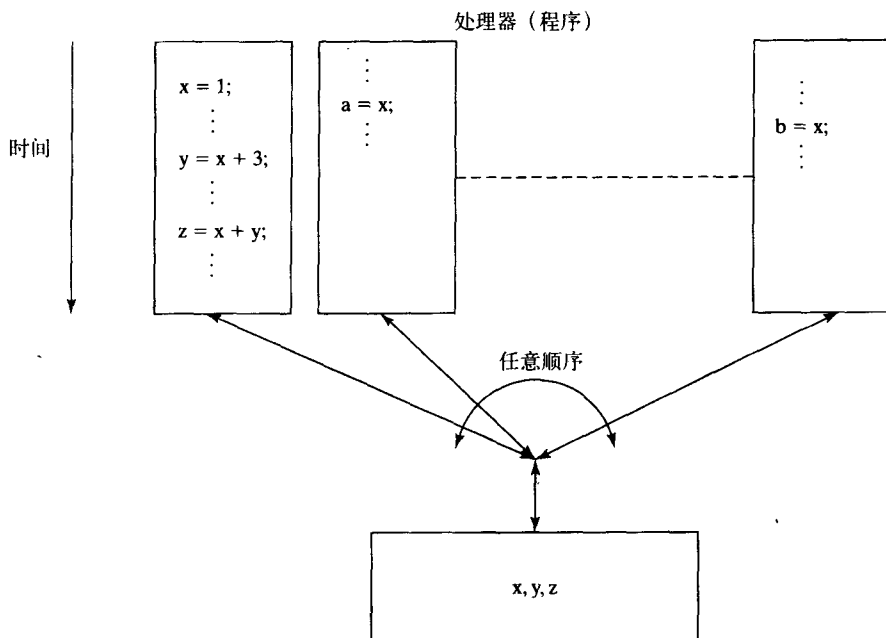 处理器（程序）
时间
x = 1;
y = x + 3;
z = x + y;
a = x;
b = x;
任意顺序
x, y, z